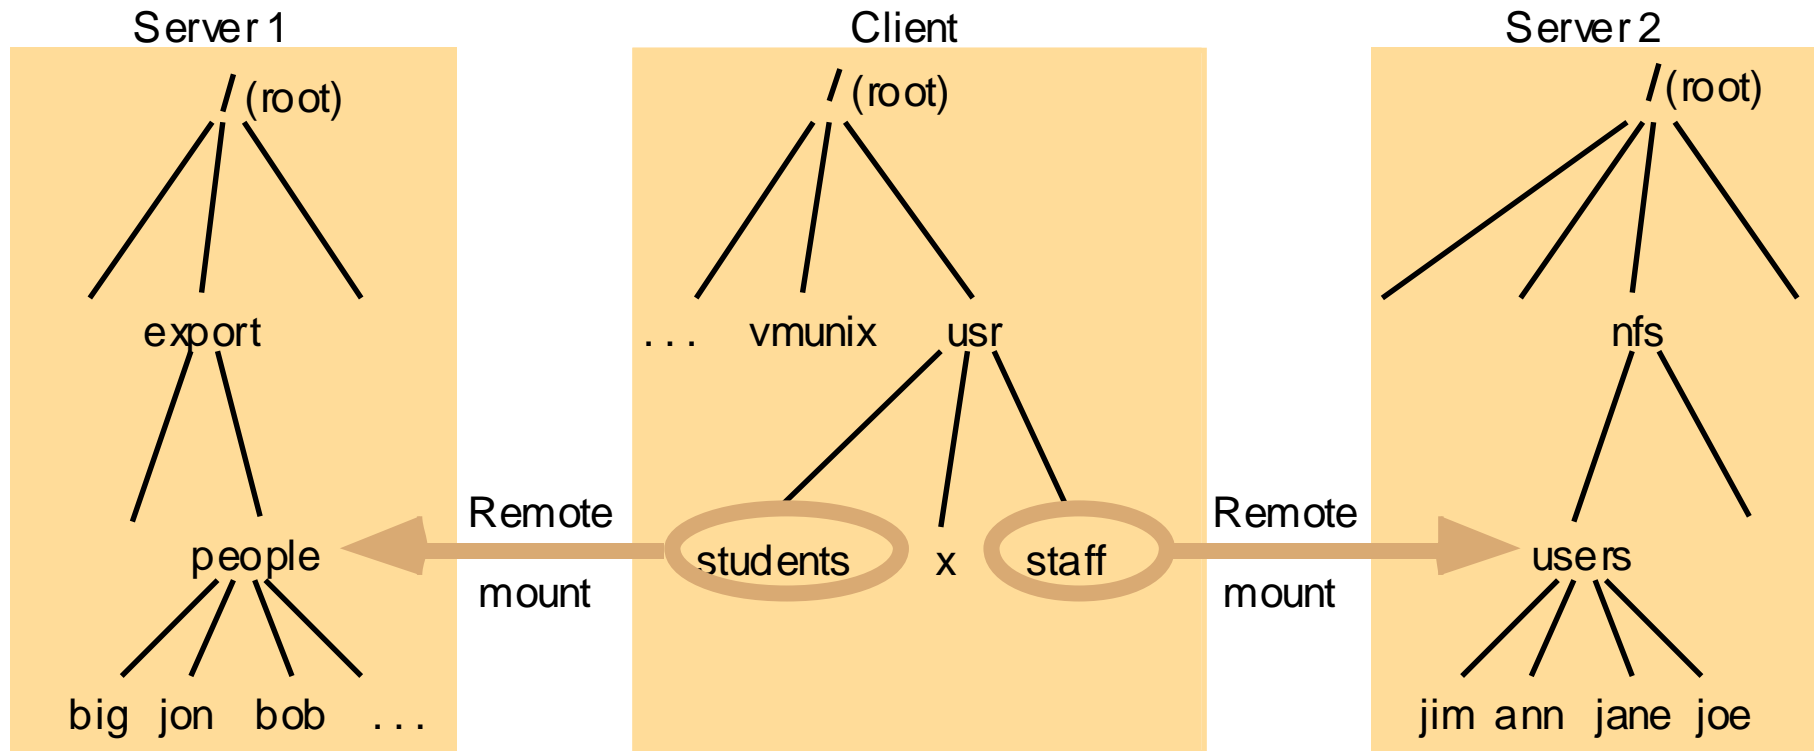 Server 1 Client Server 2
(root) (root) (root)
export . . . vmunix usr nfs
Remote Remote
people students x staff users
mount mount
big jon bob . . . jim ann jane joe